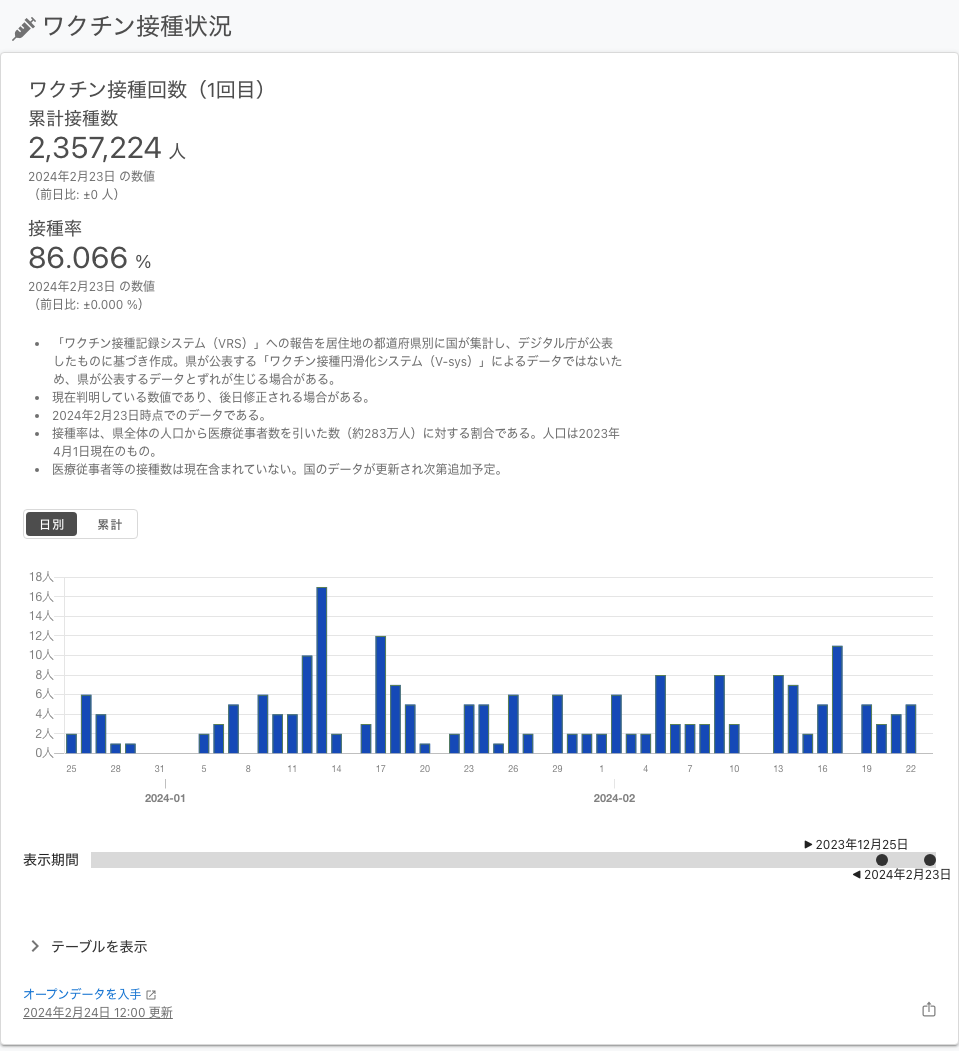 ワクチン接種状況
ワクチン接種回数（1回目）
累計接種数
2,357,224 人
2024年2月23日 の数値
（前日比: ±0 人）
接種率
86.066 %
2024年2月23日 の数値
（前日比: ±0.000 %）
• 「ワクチン接種記録システム（VRS）」への報告を居住地の都道府県別に国が集計し、デジタル庁が公表
したものに基づき作成。県が公表する「ワクチン接種円滑化システム（V-sys）」によるデータではないた
め、県が公表するデータとずれが生じる場合がある。
• 現在判明している数値であり、後日修正される場合がある。
• 2024年2月23日時点でのデータである。
• 接種率は、県全体の人口から医療従事者数を引いた数（約283万人）に対する割合である。人口は2023年
4月1日現在のもの。
• 医療従事者等の接種数は現在含まれていない。国のデータが更新され次第追加予定。
日別 累計
18人
16人
14人
12人
10人
8人
6人
4人
2人
0人
25 28 31 5 8 11 14 17 20 23 26 29 1 4 7 10 13 16 19 22
2024-01 2024-02
▶ 2023年12月25日
表示期間
◀ 2024年2月23日
テーブルを表示
オープンデータを入手
2024年2月24日 12:00 更新